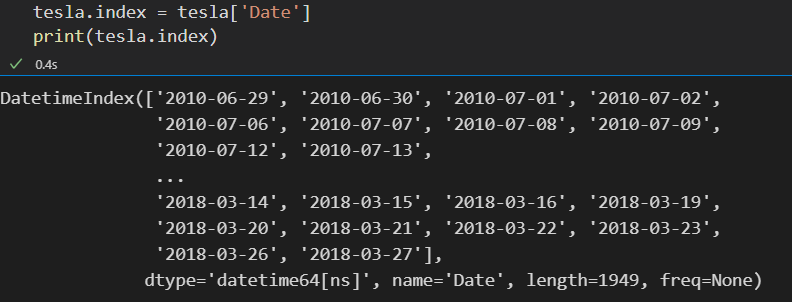 tesla.index = tesla['Date']
print(tesla.index)
✓ 0.4s
DatetimeIndex(['2010-06-29', '2010-06-30', '2010-07-01', '2010-07-02',
'2010-07-06', '2010-07-07', '2010-07-08', '2010-07-09',
'2010-07-12', '2010-07-13',
...
'2018-03-14', '2018-03-15', '2018-03-16', '2018-03-19',
'2018-03-20', '2018-03-21', '2018-03-22', '2018-03-23',
'2018-03-26', '2018-03-27'],
dtype='datetime64[ns]', name='Date', length=1949, freq=None)